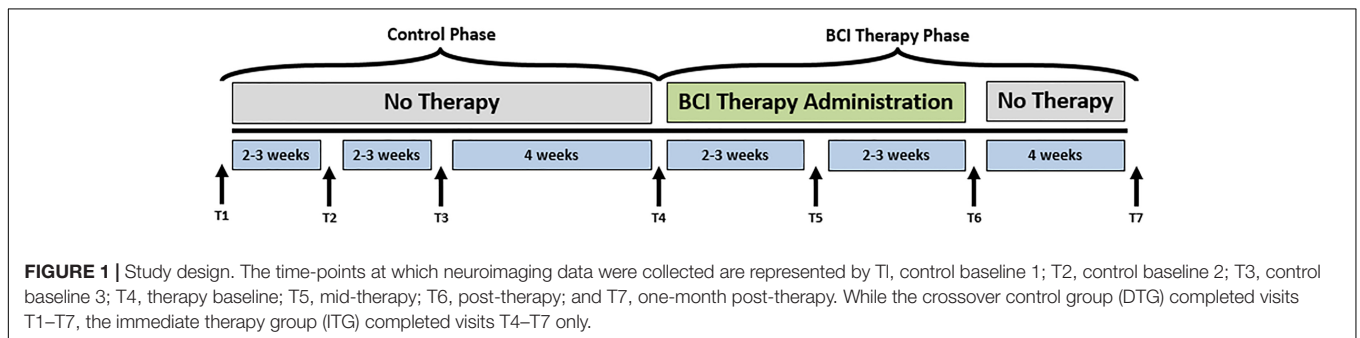 Control Phase
BCI Therapy Phase
No Therapy
BCI Therapy Administration
No Therapy
2-3 weeks
2-3 weeks
4 weeks
2-3 weeks
2-3 weeks
4 weeks
T1
T2
T3
T4
T5
T6
T7
FIGURE 1 | Study design. The time-points at which neuroimaging data were collected are represented by Tl, control baseline 1; T2, control baseline 2; T3, control
baseline 3; T4, therapy baseline; T5, mid-therapy; T6, post-therapy; and T7, one-month post-therapy. While the crossover control group (DTG) completed visits
T1–T7, the immediate therapy group (ITG) completed visits T4–T7 only.